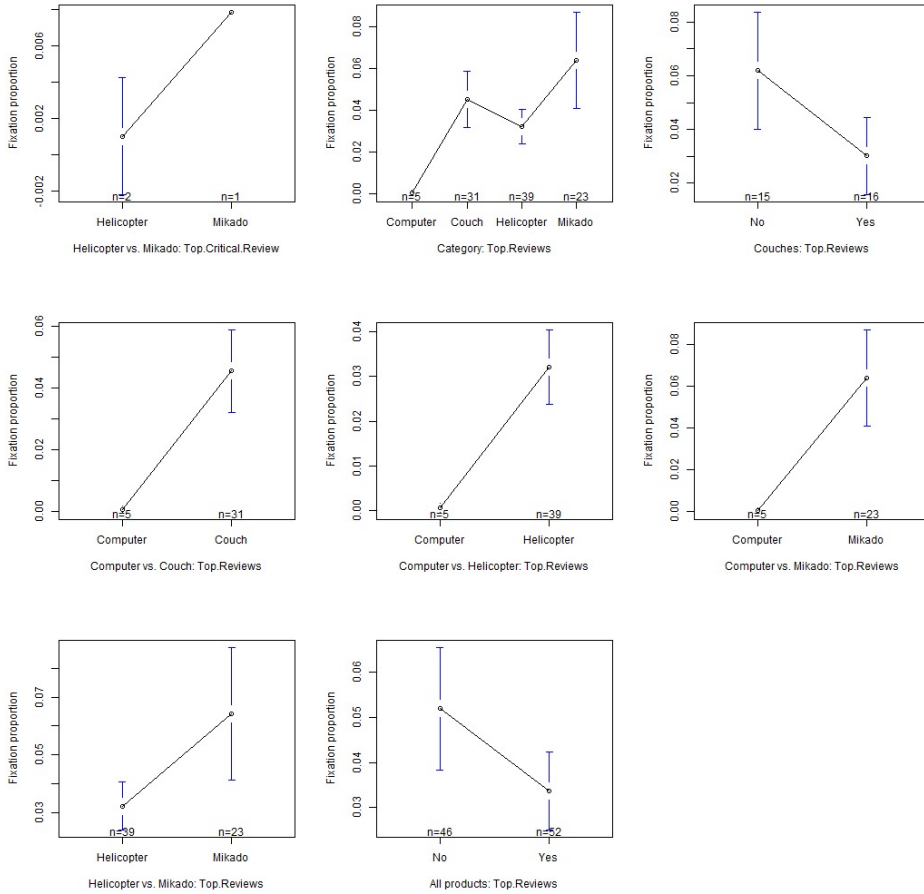 Fixation proportion
-0.002 0.002 0.006
n=2 n=1
Helicopter Mikado
Helicopter vs. Mikado: Top.Critical.Review
Fixation proportion
0.00 0.02 0.04 0.06 0.08
n=5 n=31 n=39 n=23
Computer Couch Helicopter Mikado
Category: Top.Reviews
Fixation proportion
0.02 0.04 0.06 0.08
n=15 n=16
No Yes
Couches: Top.Reviews
Fixation proportion
0.00 0.02 0.04 0.06
n=5 n=31
Computer Couch
Computer vs. Couch: Top.Reviews
Fixation proportion
0.00 0.01 0.02 0.03 0.04
n=5 n=39
Computer Helicopter
Computer vs. Helicopter: Top.Reviews
Fixation proportion
0.00 0.02 0.04 0.06 0.08
n=5 n=23
Computer Mikado
Computer vs. Mikado: Top.Reviews
Fixation proportion
0.03 0.05 0.07
n=39 n=23
Helicopter Mikado
Helicopter vs. Mikado: Top.Reviews
Fixation proportion
0.03 0.04 0.05 0.06
n=46 n=52
No Yes
All products: Top.Reviews